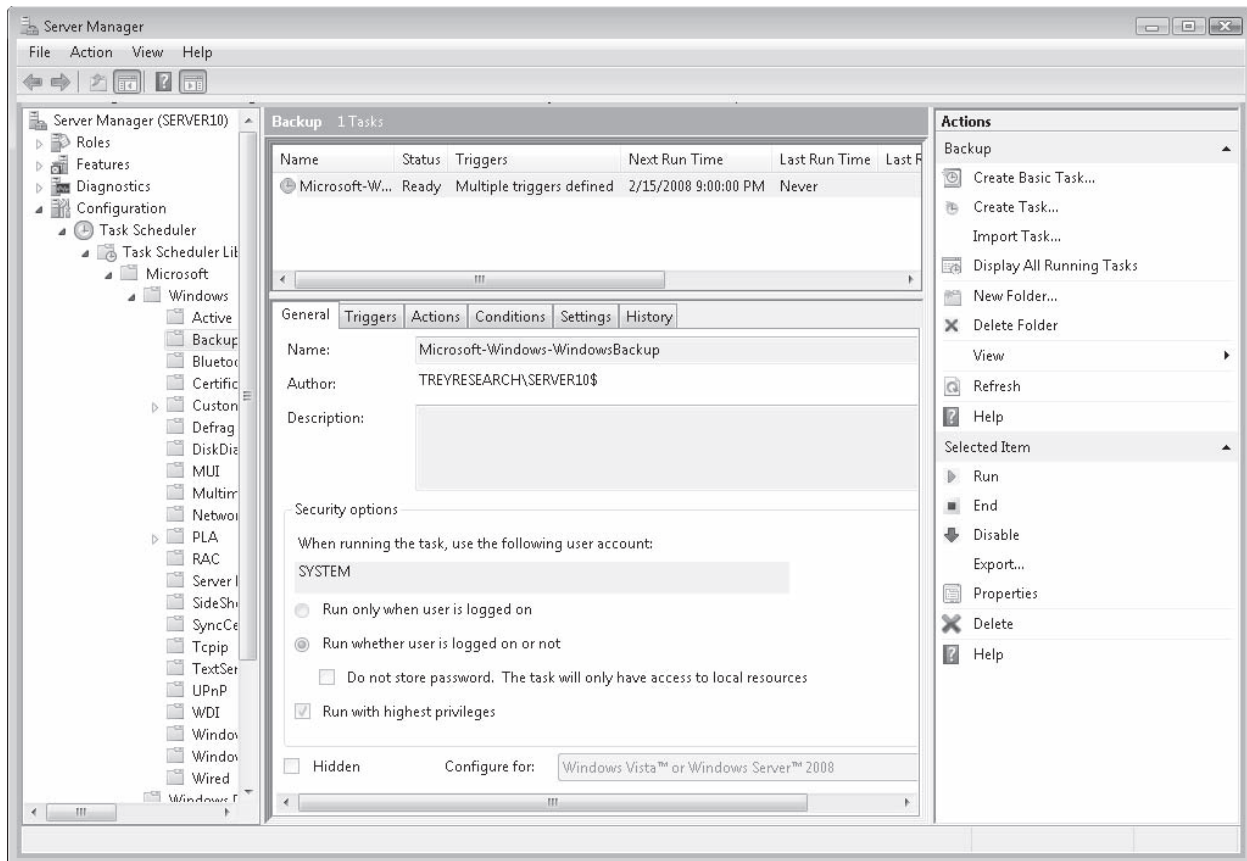 Server Manager
File Action View Help
Server Manager (SERVER10)
Roles
Features
Diagnostics
Configuration
Task Scheduler
Task Scheduler Lib
Microsoft
Windows
Active
Backup
Bluetoo
Certific
Custon
Defrag
DiskDia
MUI
Multim
Networ
PLA
RAC
Server
SideSh
SyncCe
Tcpip
TextSer
UPnP
WDI
Window
Window
Wired
Windows
Backup 1 Tasks
Name Status Triggers Next Run Time Last Run Time Last R
Microsoft-W... Ready Multiple triggers defined 2/15/2008 9:00:00 PM Never
General Triggers Actions Conditions Settings History
Name: Microsoft-Windows-WindowsBackup
Author: TREYRESEARCH\SERVER10$
Description:
Security options
When running the task, use the following user account:
SYSTEM
Run only when user is logged on
Run whether user is logged on or not
Do not store password. The task will only have access to local resources
Run with highest privileges
Hidden Configure for: Windows Vista™ or Windows Server™ 2008
Actions
Backup
Create Basic Task...
Create Task...
Import Task...
Display All Running Tasks
New Folder...
Delete Folder
View
Refresh
Help
Selected Item
Run
End
Disable
Export...
Properties
Delete
Help